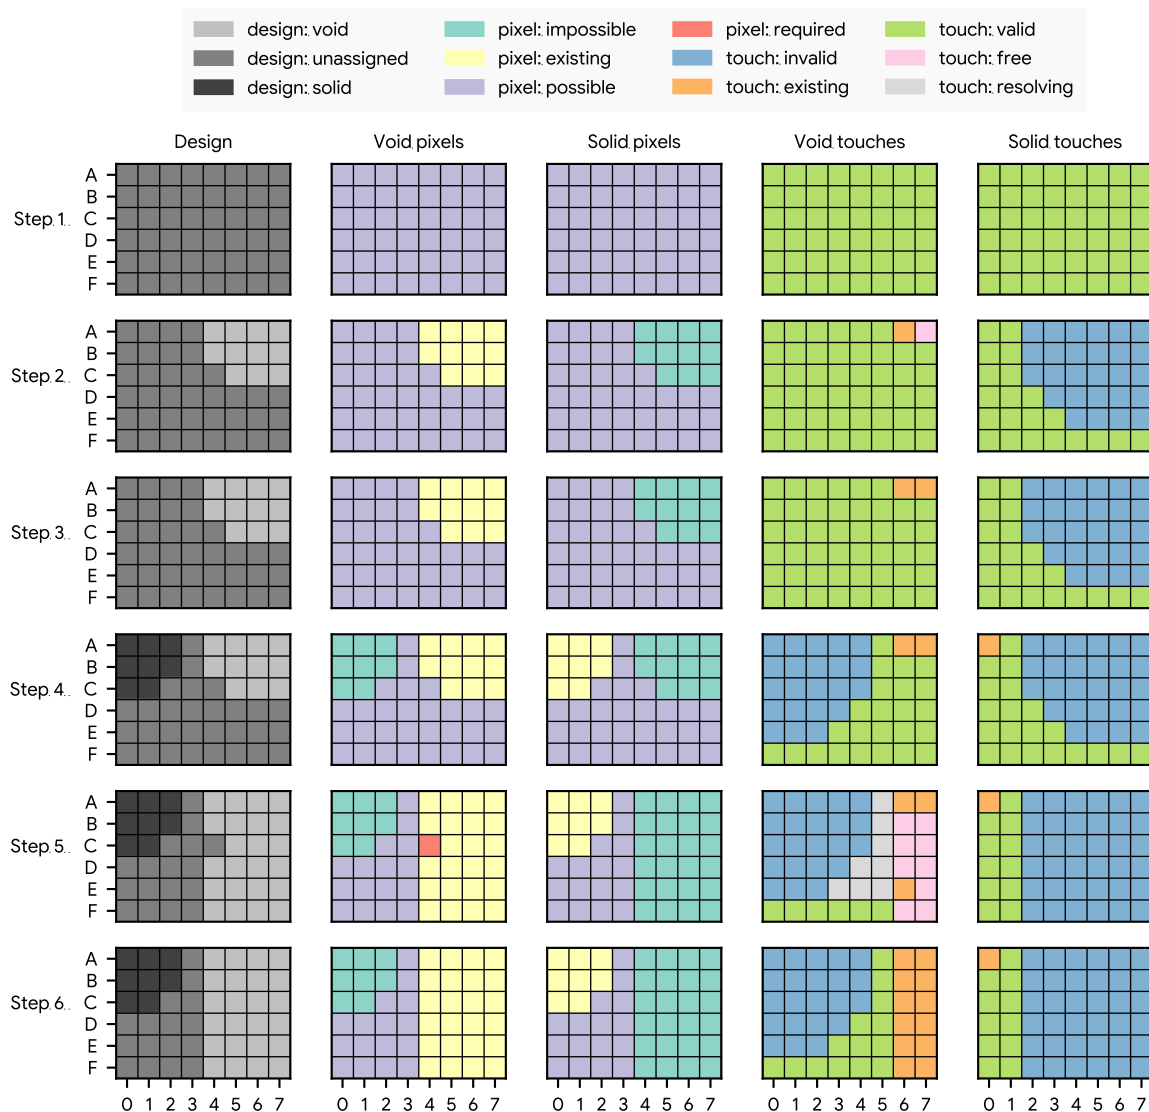 design: void
pixel: impossible
pixel: required
touch: valid
design: unassigned
pixel: existing
touch: invalid
touch: free
design: solid
pixel: possible
touch: existing
touch: resolving
Design
Void pixels
Solid pixels
Void touches
Solid touches
A
B
Step 1.
C
D
E
F
A
B
Step 2.
C
D
E
F
A
B
Step 3.
C
D
E
F
A
B
Step 4.
C
D
E
F
A
B
Step 5.
C
D
E
F
A
B
Step 6.
C
D
E
F
0 1 2 3 4 5 6 7
0 1 2 3 4 5 6 7
0 1 2 3 4 5 6 7
0 1 2 3 4 5 6 7
0 1 2 3 4 5 6 7